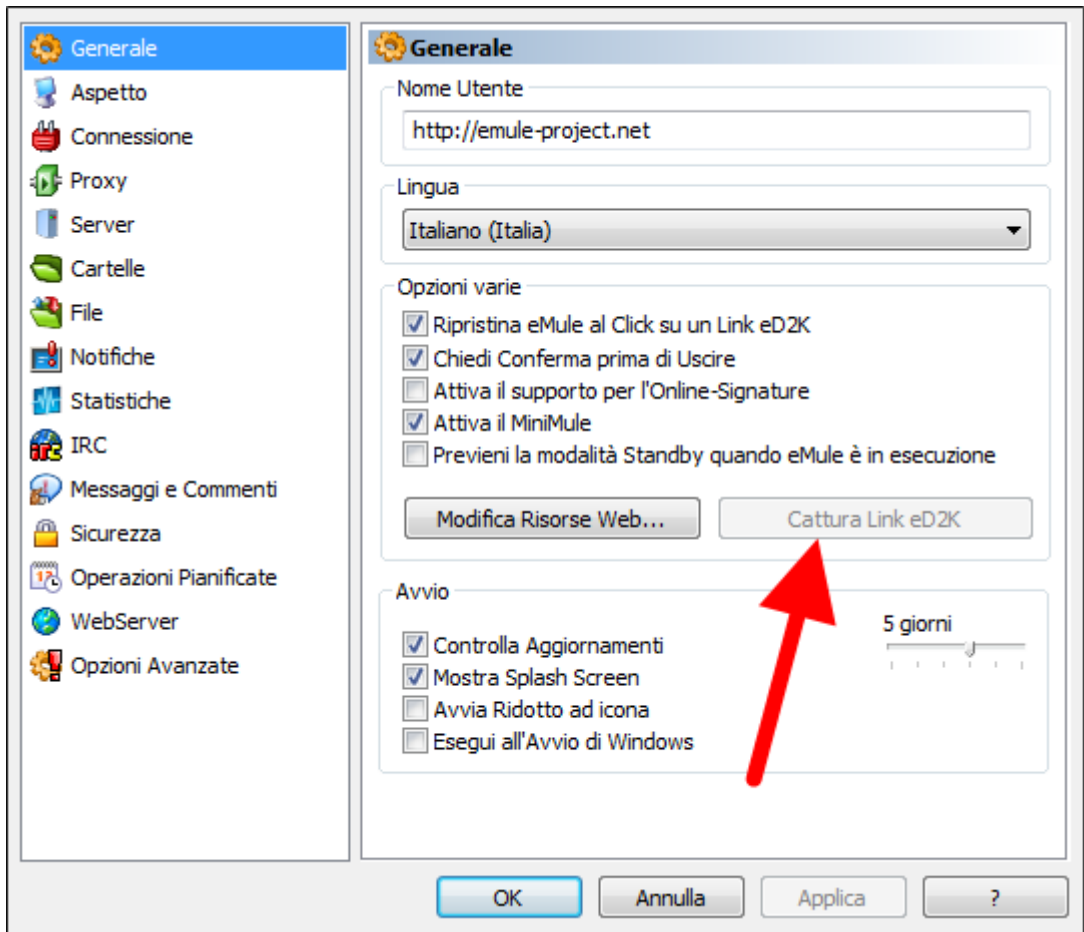 Generale
Aspetto
Connessione
Proxy
Server
Cartelle
File
Notifiche
Statistiche
IRC
Messaggi e Commenti
Sicurezza
Operazioni Pianificate
WebServer
Opzioni Avanzate
Generale
Nome Utente
http://emule-project.net
Lingua
Italiano (Italia)
Opzioni varie
Ripristina eMule al Click su un Link eD2K
Chiedi Conferma prima di Uscire
Attiva il supporto per l'Online-Signature
Attiva il MiniMule
Previeni la modalità Standby quando eMule è in esecuzione
Modifica Risorse Web... Cattura Link eD2K
Avvio
5 giorni
Controlla Aggiornamenti
Mostra Splash Screen
Avvia Ridotto ad icona
Esegui all'Avvio di Windows
OK Annulla Applica ?